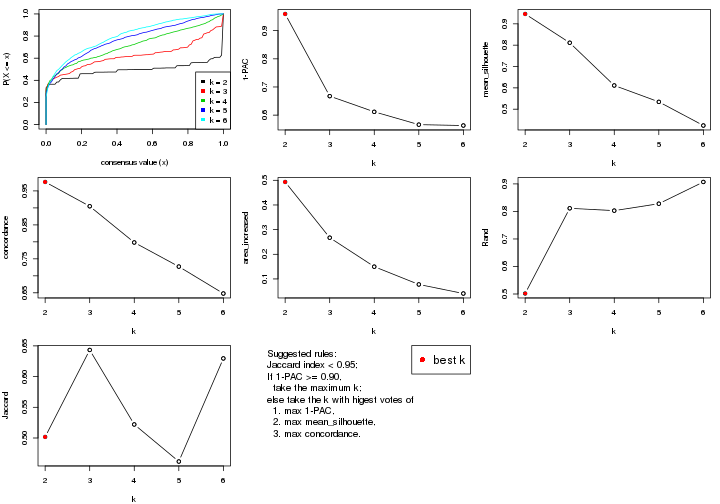 P(X <= x)
0.0 0.2 0.4 0.6 0.8 1.0
k = 2
k = 3
k = 4
k = 5
k = 6
0.0 0.2 0.4 0.6 0.8 1.0
consensus value (x)
1-PAC
0.6 0.7 0.8 0.9
2 3 4 5 6
k
mean_silhouette
0.5 0.6 0.7 0.8 0.9
2 3 4 5 6
k
concordance
0.65 0.75 0.85 0.95
2 3 4 5 6
k
area_increased
0.1 0.2 0.3 0.4 0.5
2 3 4 5 6
k
Rand
0.5 0.6 0.7 0.8 0.9
2 3 4 5 6
k
Jaccard
0.50 0.55 0.60 0.65
2 3 4 5 6
k
Suggested rules:
Jaccard index < 0.95;
If 1-PAC >= 0.90,
take the maximum k;
else take the k with higest votes of
1. max 1-PAC,
2. max mean_silhouette,
3. max concordance.
best k